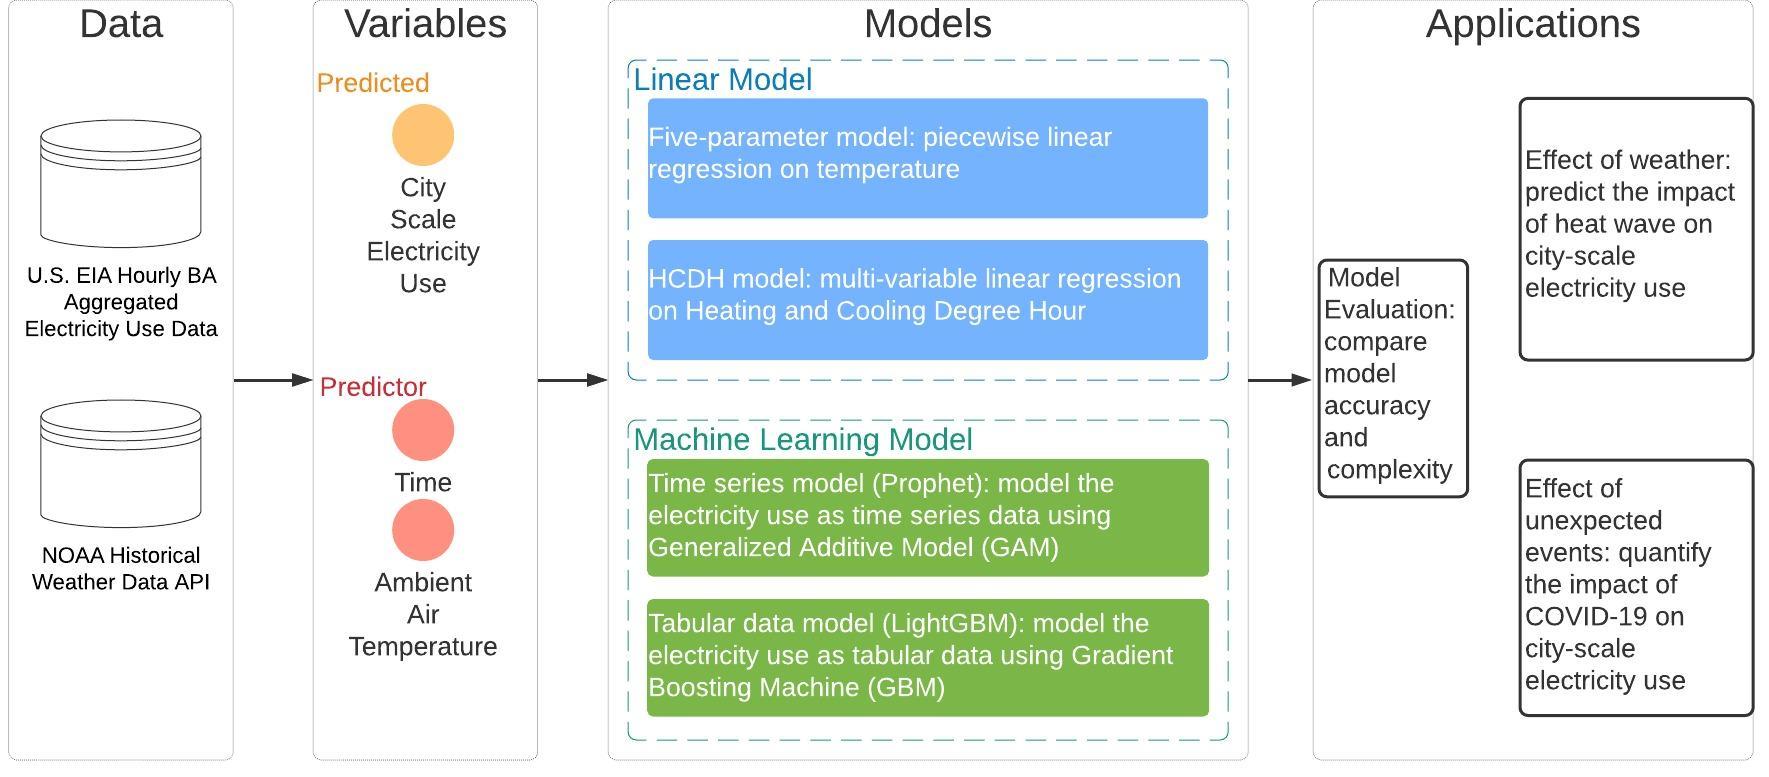 Data
U.S. EIA Hourly BA
Aggregated
Electricity Use Data
NOAA Historical
Weather Data API
Variables
Predicted
City
Scale
Electricity
Use
Predictor
Time
Ambient
Air
Temperature
Models
Linear Model
Five-parameter model: piecewise linear
regression on temperature
HCDH model: multi-variable linear regression
on Heating and Cooling Degree Hour
Machine Learning Model
Time series model (Prophet): model the
electricity use as time series data using
Generalized Additive Model (GAM)
Tabular data model (LightGBM): model the
electricity use as tabular data using Gradient
Boosting Machine (GBM)
Applications
Model
Evaluation:
compare
model
accuracy
and
complexity
Effect of weather:
predict the impact
of heat wave on
city-scale
electricity use
Effect of
unexpected
events: quantify
the impact of
COVID-19 on
city-scale
electricity use